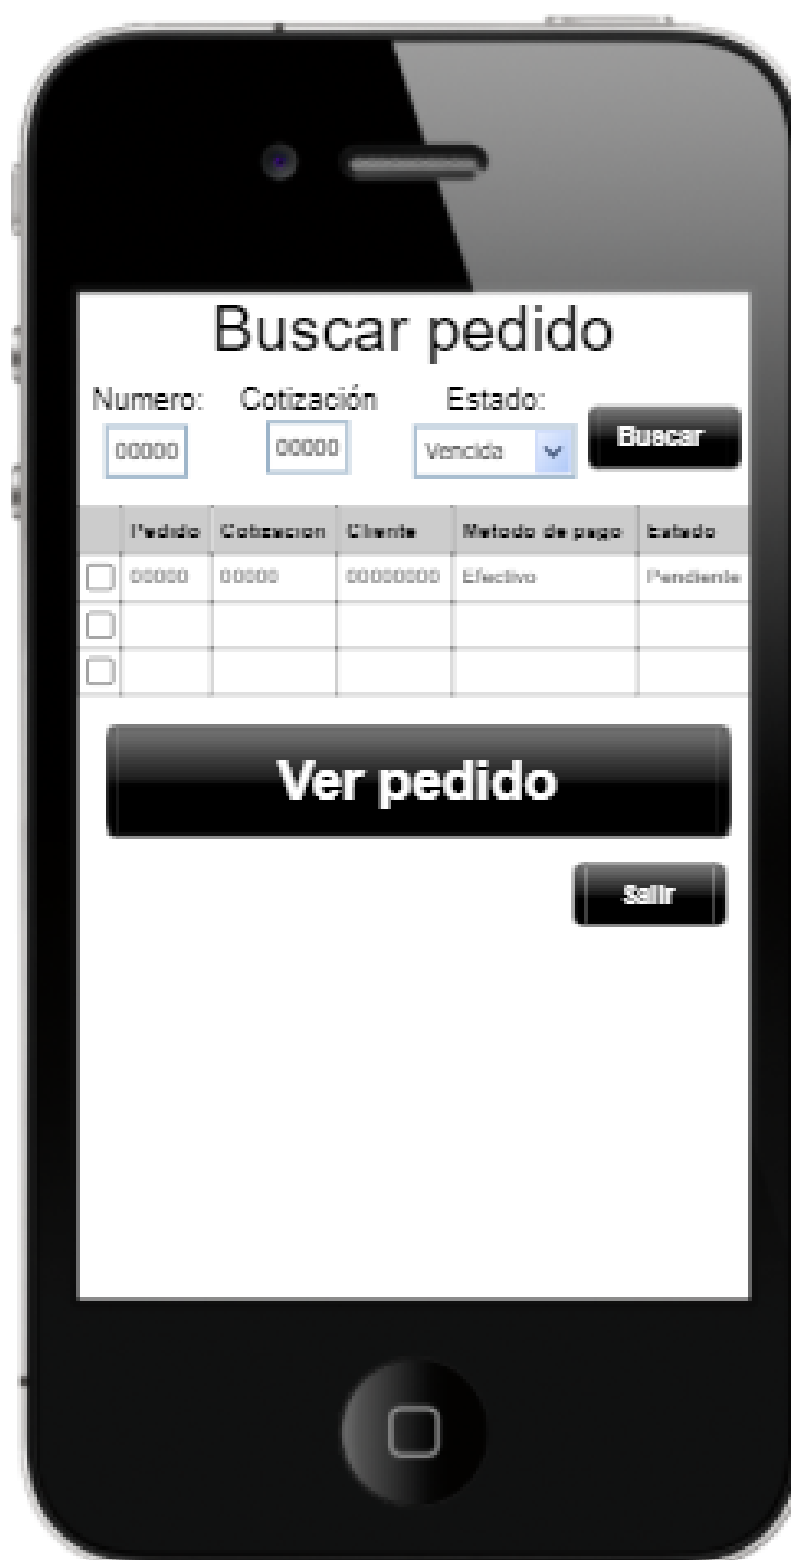 Buscar pedido
Numero: Cotización Estado:
00000 00000 Vencida Buscar
Pedido Cotizacion Cliente Metodo de pago Estado
00000 00000 00000000 Efectivo Pendiente
Ver pedido
Salir